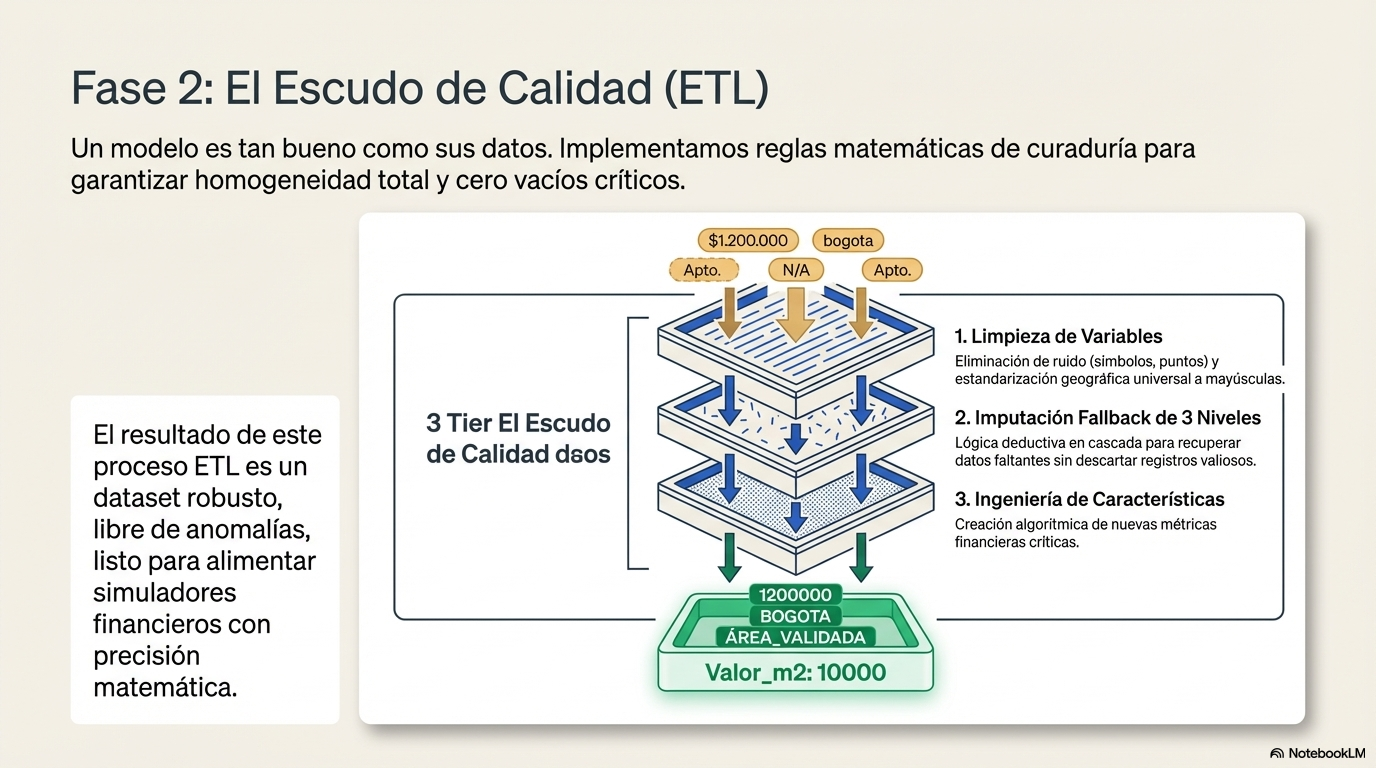 Fase 2: El Escudo de Calidad (ETL)
Un modelo es tan bueno como sus datos. Implementamos reglas matemáticas de curaduría para
garantizar homogeneidad total y cero vacíos críticos.
El resultado de este
proceso ETL es un
dataset robusto,
libre de anomalías,
listo para alimentar
simuladores
financieros con
precisión
matemática.
$1.200.000
bogota
Apto.
N/A
Apto.
3 Tier El Escudo
de Calidad
1. Limpieza de Variables
Eliminación de ruido (simbolos, puntos) y
estandarización geográfica universal a mayúsculas.
2. Imputación Fallback de 3 Niveles
Lógica deductiva en cascada para recuperar
datos faltantes sin descartar registros valiosos.
3. Ingeniería de Características
Creación algoritmica de nuevas métricas
financieras críticas.
1200000
BOGOTA
ÁREA_VALIDADA
Valor_m2: 10000
NotebookLM